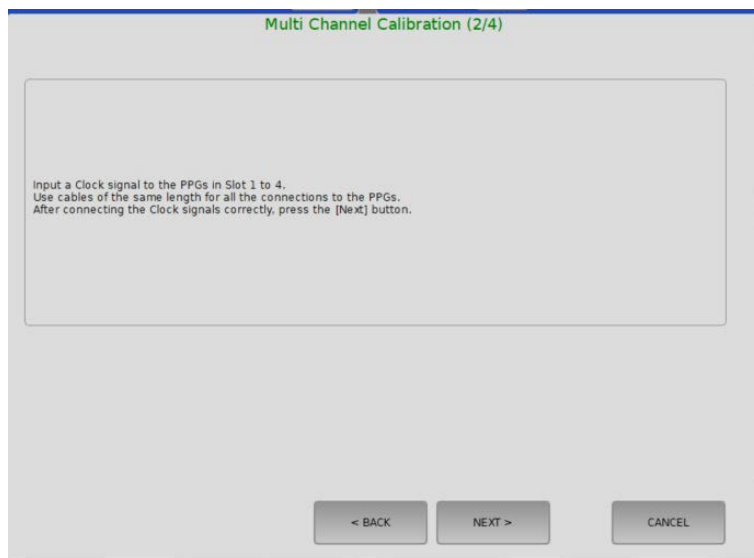 Multi Channel Calibration (2/4)
Input a Clock signal to the PPGs in Slot 1 to 4.
Use cables of the same length for all the connections to the PPGs.
After connecting the Clock signals correctly, press the [Next] button.
< BACK
NEXT >
CANCEL